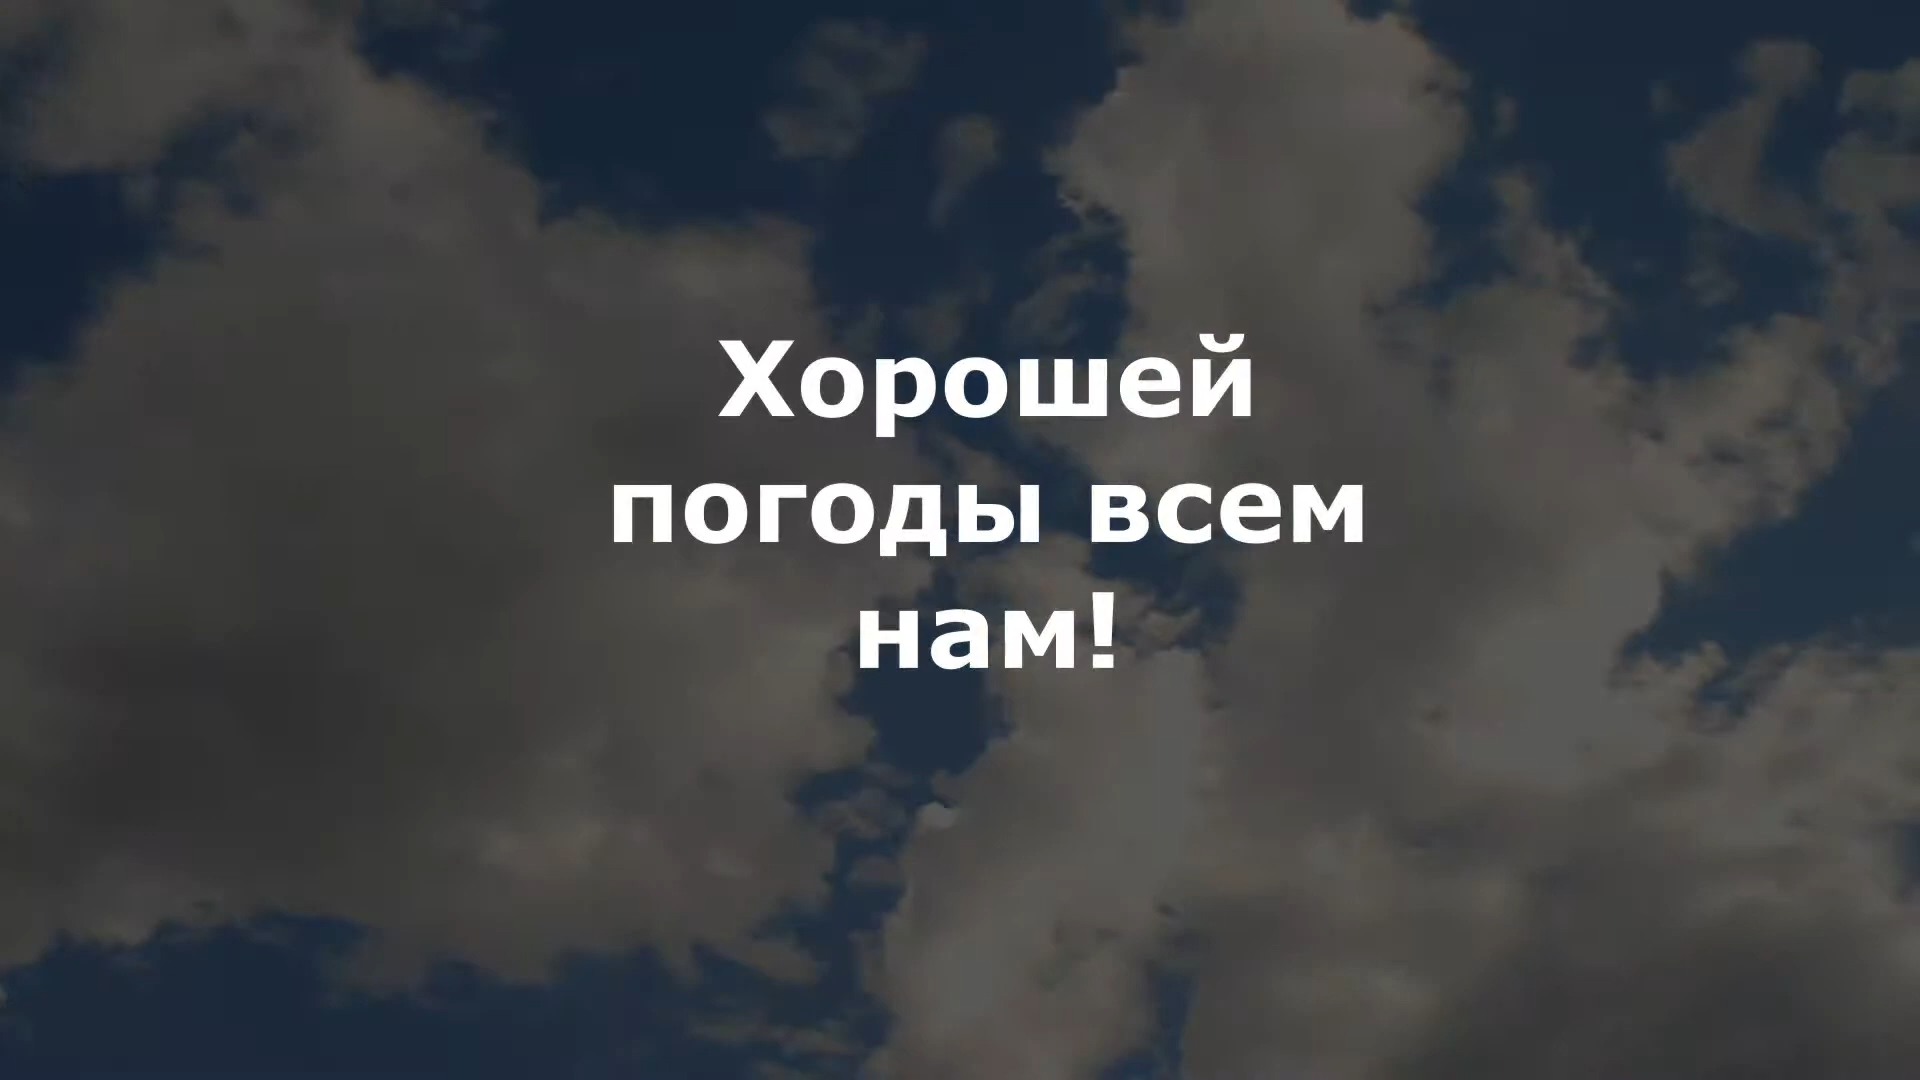 Хорошей
погоды всем
нам!